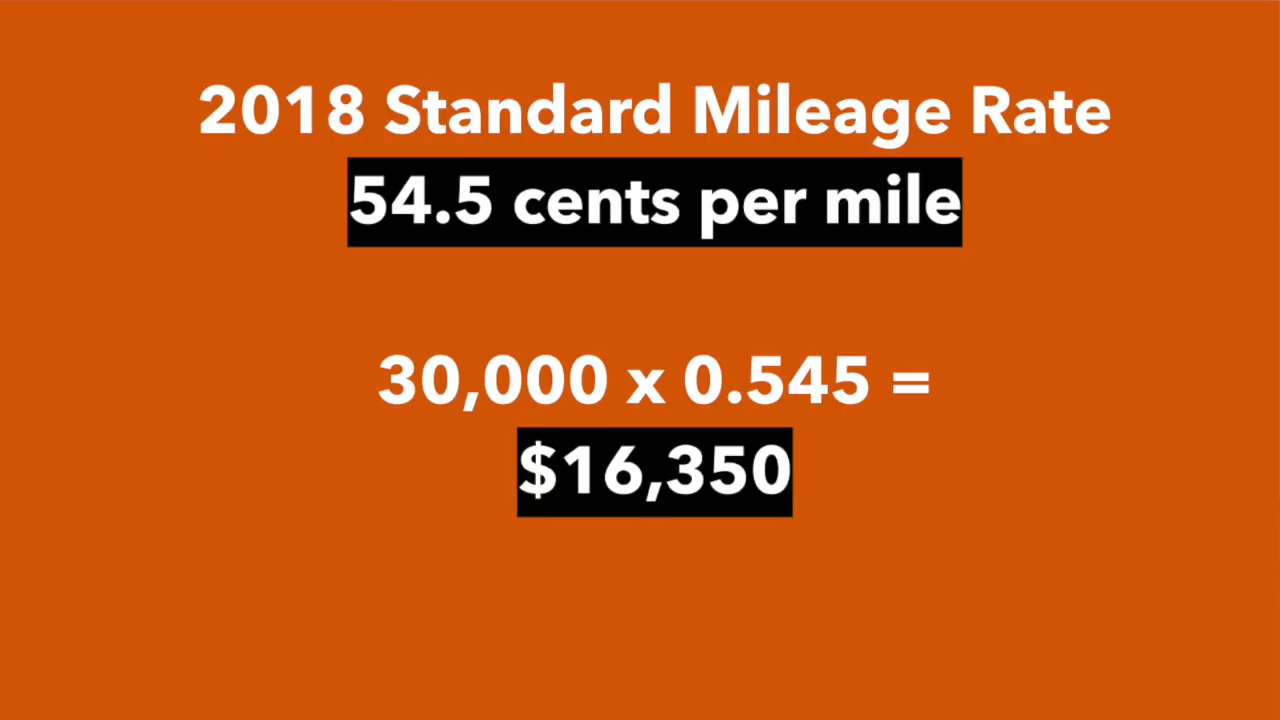 2018 Standard Mileage Rate
54.5 cents per mile
30,000 x 0.545 =
$16,350